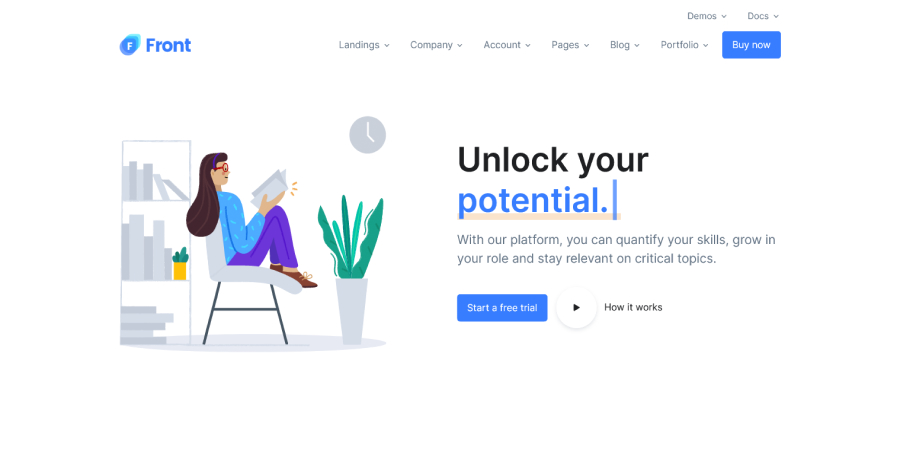 Demos Docs
F Front
Landings Company Account Pages Blog Portfolio Buy now
Unlock your
potential.
With our platform, you can quantify your skills, grow in
your role and stay relevant on critical topics.
Start a free trial How it works